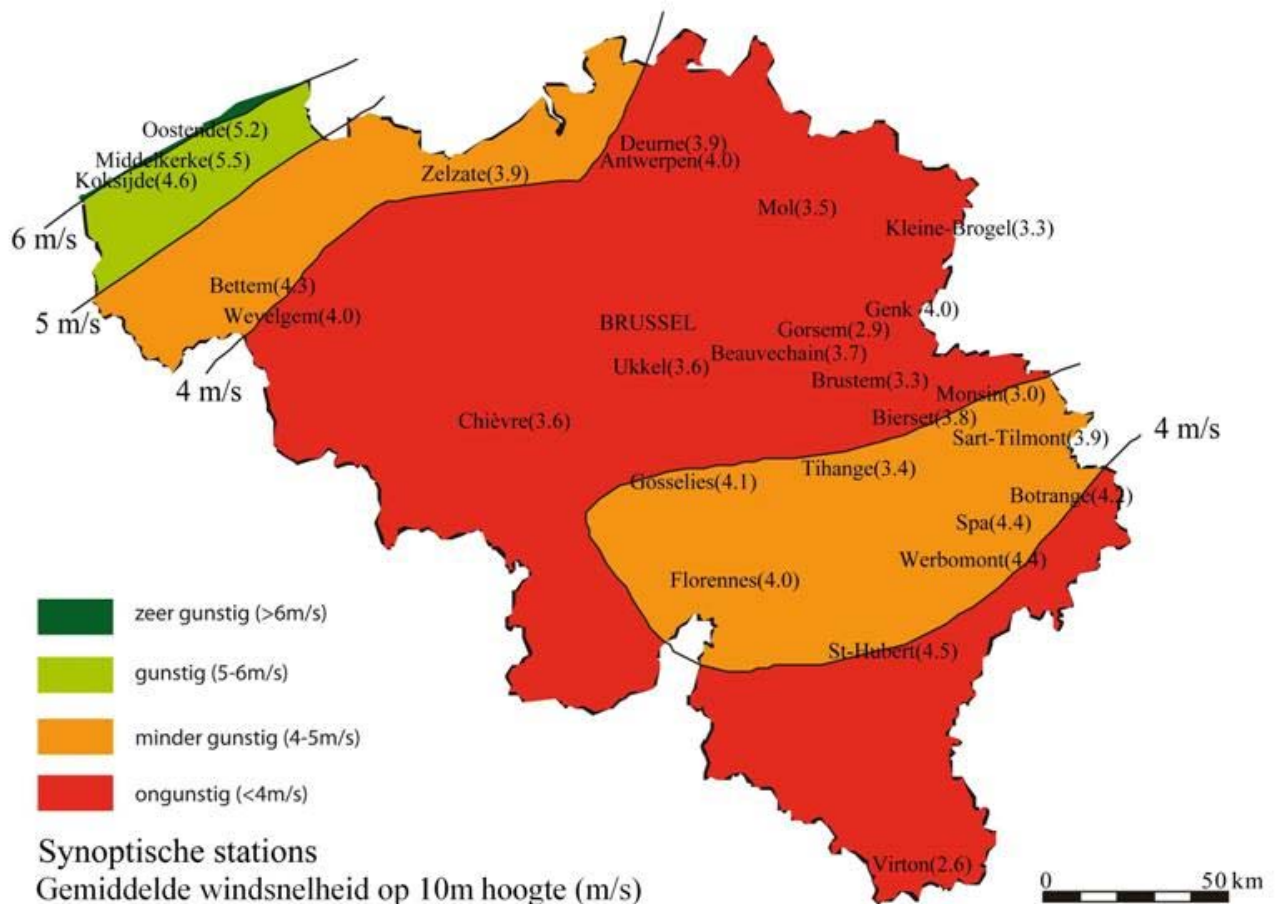 Oostende(5.2)
Middelkerke(5.5)
Koksijde(4.6)
6 m/s
5 m/s
4 m/s
Zelzate(3.9)
Deurne(3.9)
Antwerpen(4.0)
Mol(3.5)
Kleine-Brogel(3.3)
Bettem(4.3)
Wevelgem(4.0)
BRUSSEL
Genk (4.0)
Gorsem(2.9)
Beauvechain(3.7)
Ukkel(3.6)
Brustem(3.3)
Monsin(3.0)
Chièvre(3.6)
Bierset(3.8)
Sart-Tilmont(3.9)
4 m/s
Gosselies(4.1)
Tihange(3.4)
Botrange(4.2)
Spa(4.4)
Werbomont(4.4)
Florennes(4.0)
St-Hubert(4.5)
Virton(2.6)
zeer gunstig (>6m/s)
gunstig (5-6m/s)
minder gunstig (4-5m/s)
ongunstig (<4m/s)
Synoptische stations
Gemiddelde windsnelheid op 10m hoogte (m/s)
0 50 km